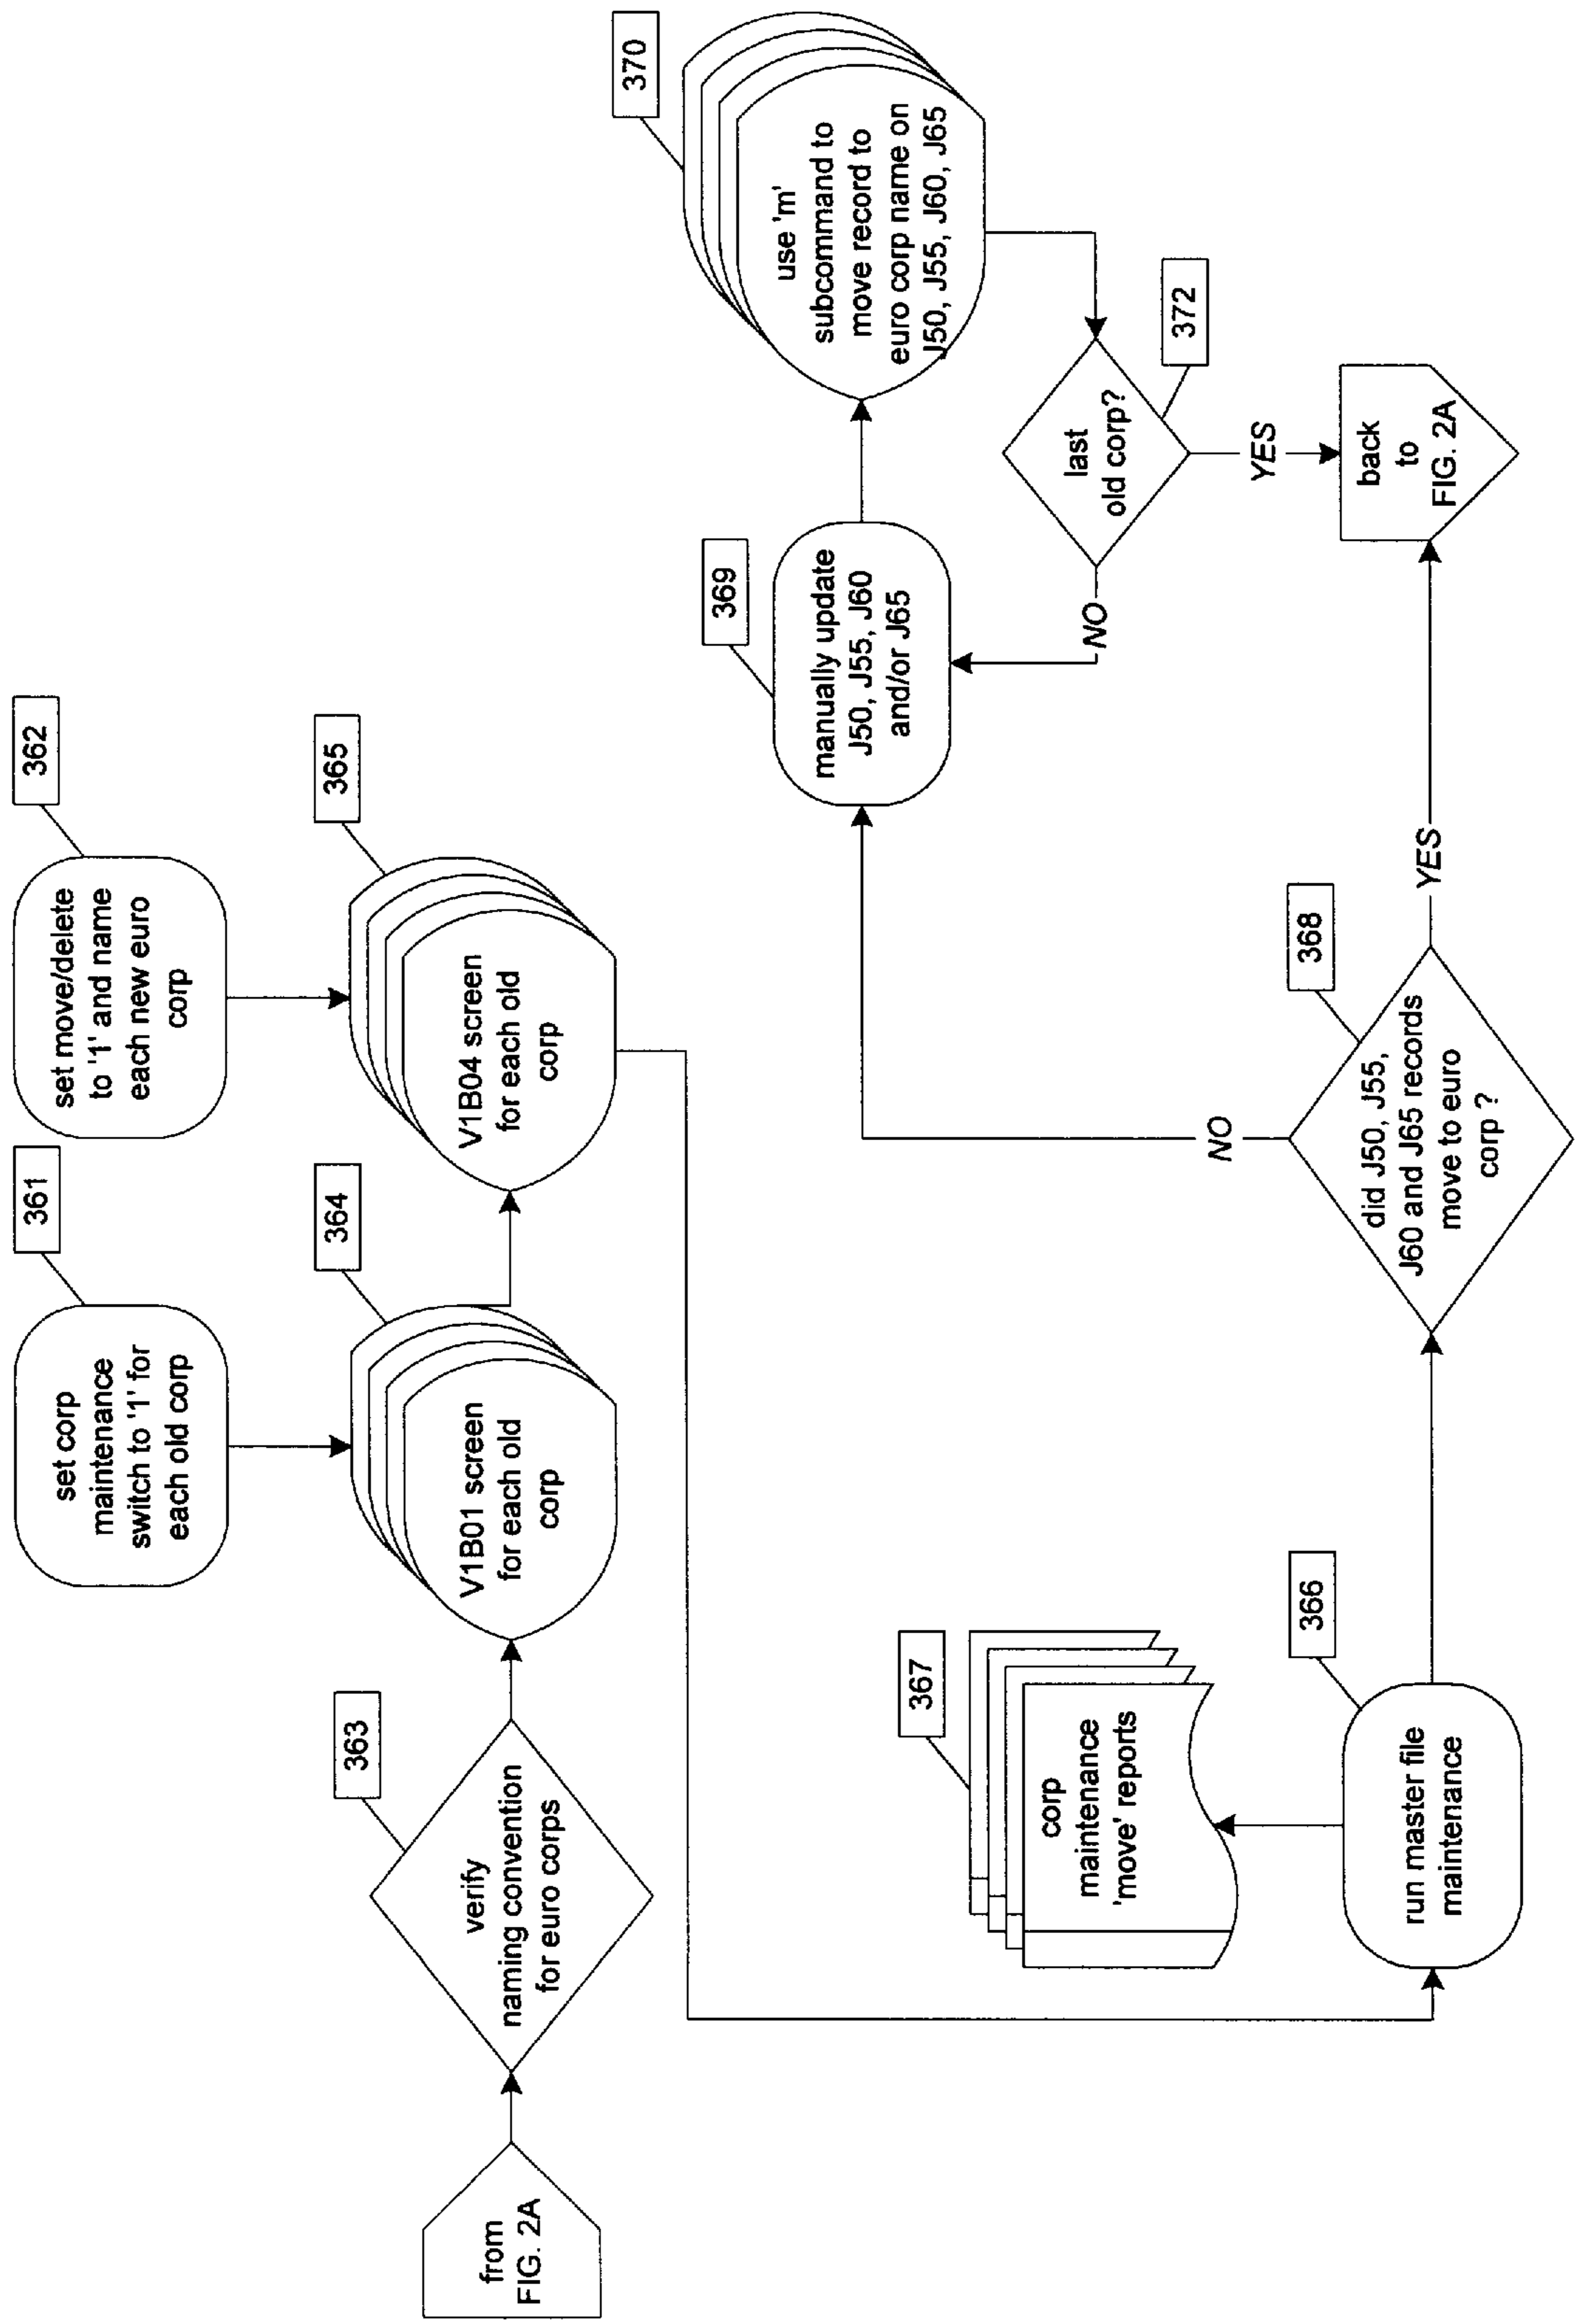 361
set corp
maintenance
switch to '1' for
each old corp
362
set move/delete
to '1' and name
each new euro
corp
from
FIG. 2A
363
verify
naming convention
for euro corps
364
V1B01 screen
for each old
corp
365
V1B04 screen
for each old
corp
367
corp
maintenance
'move' reports
366
run master file
maintenance
368
did J50, J55,
J60 and J65 records
move to euro
corp ?
NO
YES
369
manually update
J50, J55, J60
and/or J65
370
use 'm'
subcommand to
move record to
euro corp name on
J50, J55, J60, J65
372
last
old corp?
NO
YES
back
to
FIG. 2A